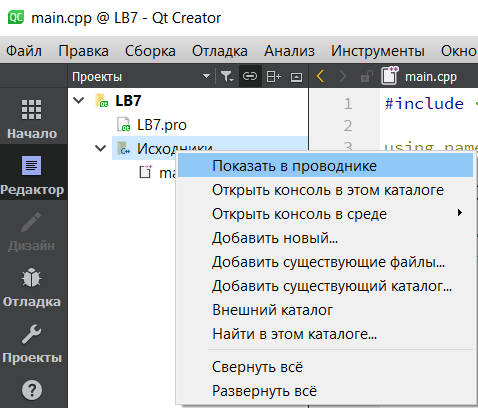 QC main.cpp @ LB7 - Qt Creator
Файл Правка Сборка Отладка Анализ Инструменты Окно
Проекты
main.cpp
Начало
Редактор
Дизайн
Отладка
Проекты
LB7
LB7.pro
Исходники
ma
1 #include <
2
3 using name
Показать в проводнике
Открыть консоль в этом каталоге
Открыть консоль в среде
Добавить новый...
Добавить существующие файлы...
Добавить существующий каталог...
Внешний каталог
Найти в этом каталоге...
Свернуть всё
Развернуть всё